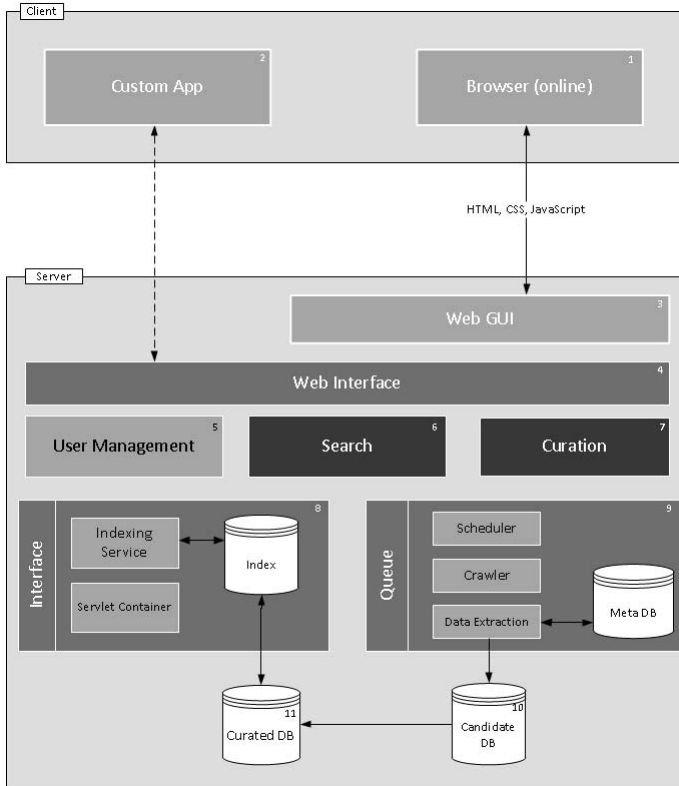 Client
2
Custom App
1
Browser (online)
HTML, CSS, JavaScript
Server
3
Web GUI
4
Web Interface
5
User Management
6
Search
7
Curation
8
Interface
Indexing
Service
Index
Servlet Container
9
Queue
Scheduler
Crawler
Data Extraction
Meta DB
11
Curated DB
10
Candidate
DB